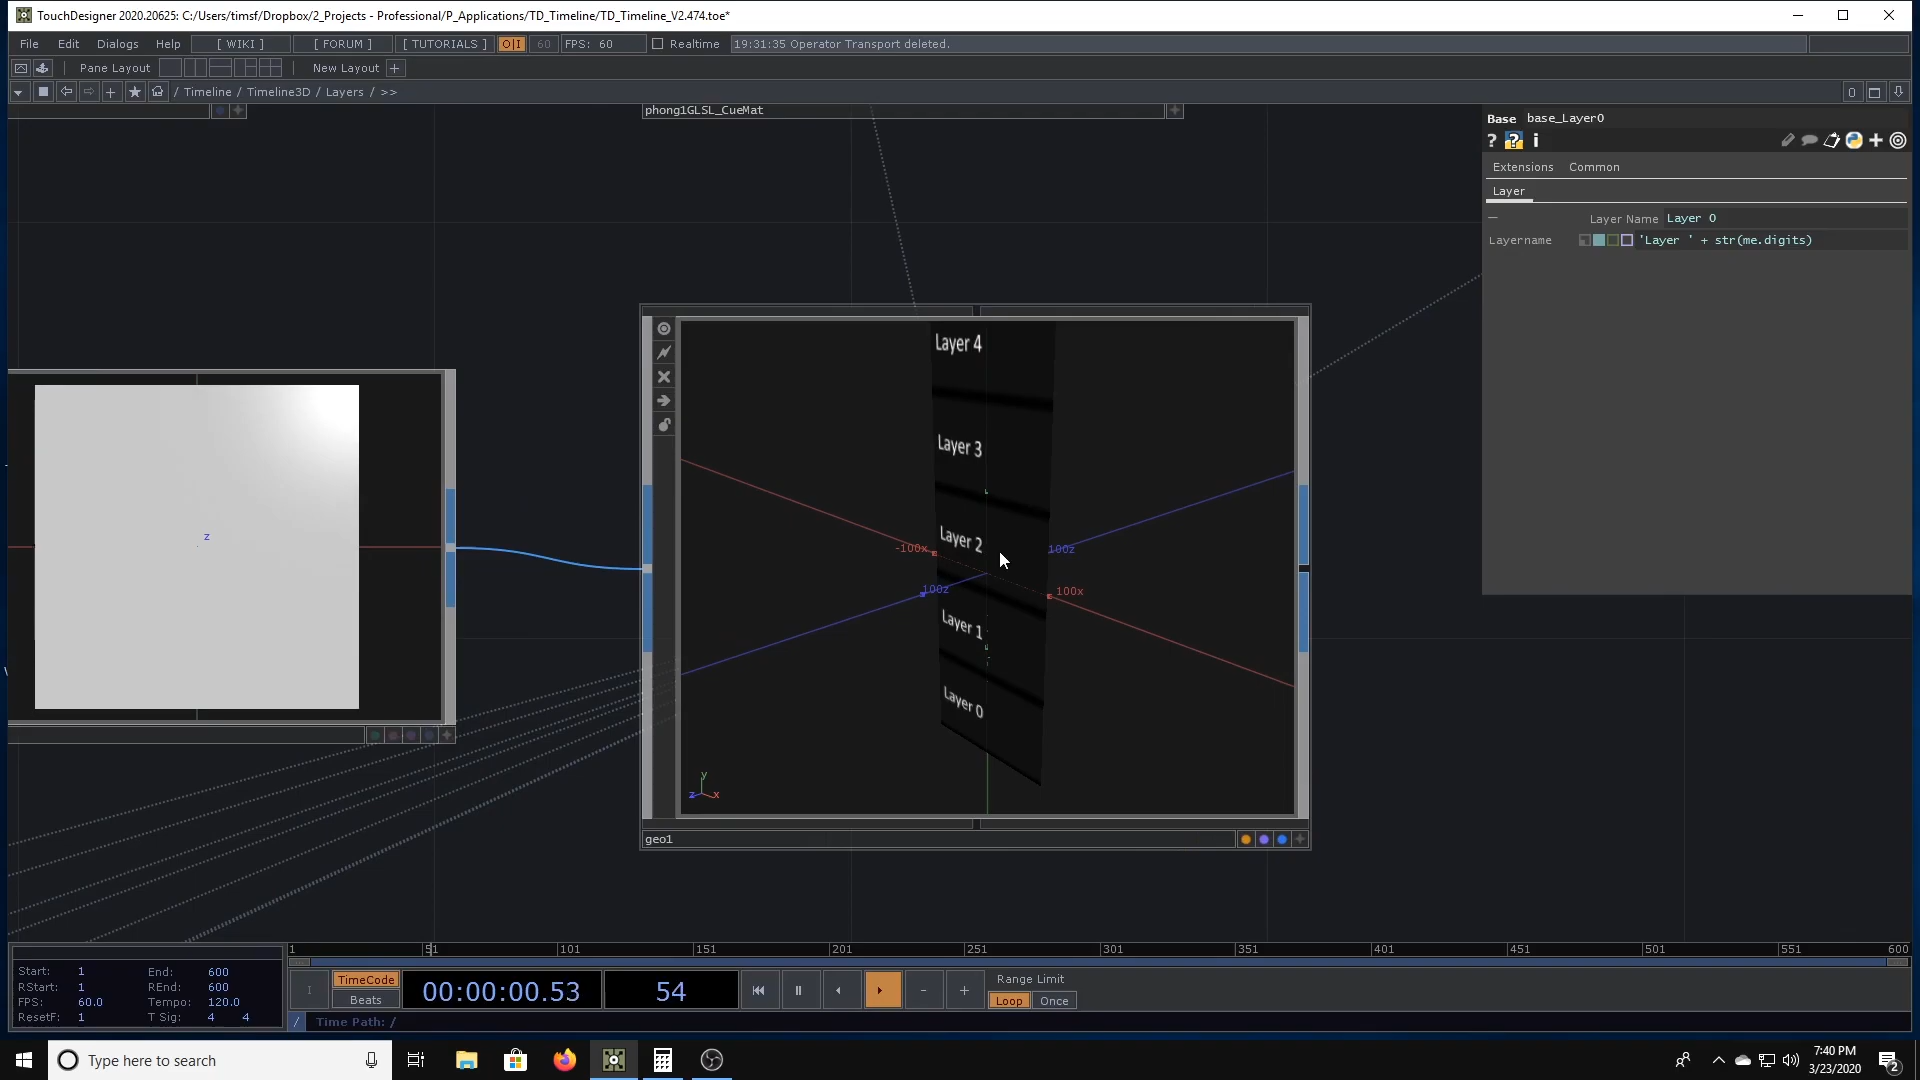 TouchDesigner 2020.20625: C:/Users/timsf/Dropbox/2_Projects - Professional/P_Applications/TD_Timeline/TD_Timeline_V2.474.toe*
File Edit Dialogs Help [ WIKI ] [ FORUM ] [ TUTORIALS ] O|I 60 FPS: 60 Realtime 19:31:35 Operator Transport deleted.
Pane Layout New Layout +
/ Timeline / Timeline3D / Layers / >> 0
phong1GLSL_CueMat
Base base_Layer0
? ? i
Extensions Common
Layer
Layer Name Layer 0
Layername 'Layer ' + str(me.digits)
Layer 4
Layer 3
Layer 2
-100x 100z
100z 100x
Layer 1
Layer 0
z
y
z x
geo1
1 51 101 151 201 251 301 351 401 451 501 551 600
Start: 1 End: 600
RStart: 1 REnd: 600
FPS: 60.0 Tempo: 120.0
ResetF: 1 T Sig: 4 4
TimeCode
Beats
00:00:00.53 54
- +
Range Limit
Loop Once
/ Time Path: /
Type here to search
7:40 PM
3/23/2020
2